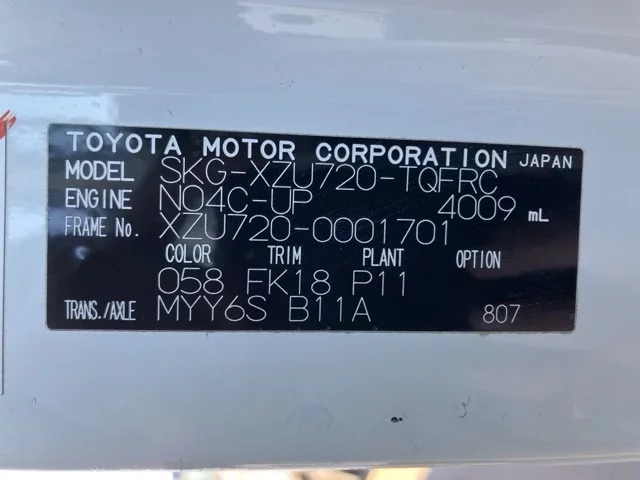 TOYOTA MOTOR CORPORATION JAPAN
MODEL SKG-XZU720-TQFRC
ENGINE N04C-UP 4009 mL
FRAME No. XZU720-0001701
COLOR TRIM PLANT OPTION
058 FK18 P11
TRANS./AXLE MYY6S B11A 807